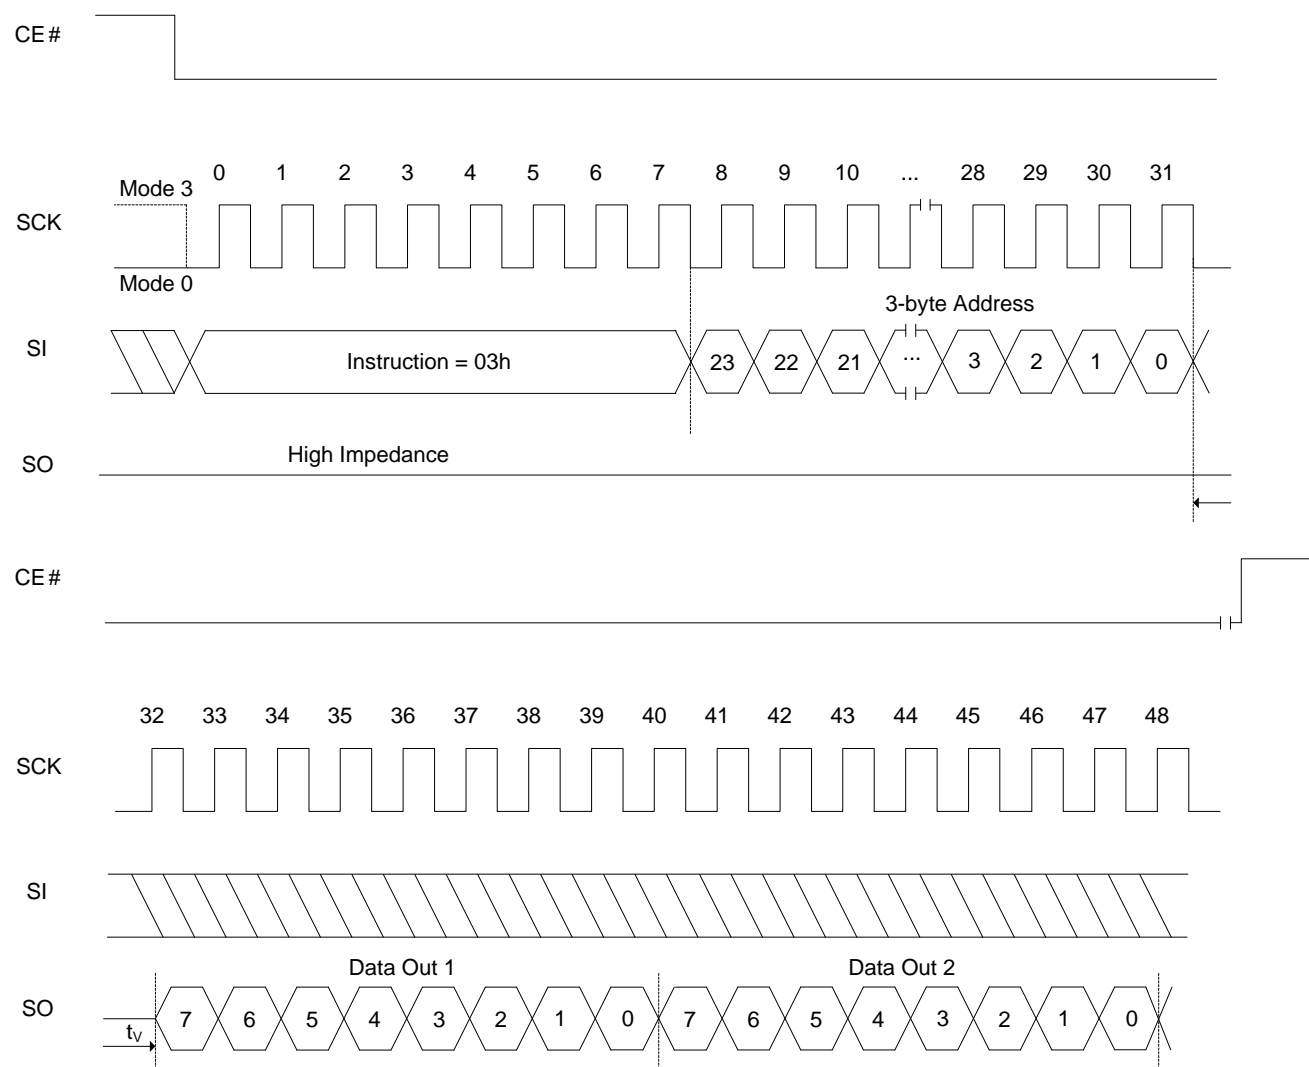 CE#
0 1 2 3 4 5 6 7 8 9 10 ... 28 29 30 31
Mode 3
SCK
Mode 0
3-byte Address
SI
Instruction = 03h
23 22 21 ... 3 2 1 0
High Impedance
SO
CE#
32 33 34 35 36 37 38 39 40 41 42 43 44 45 46 47 48
SCK
SI
Data Out 1 Data Out 2
SO
7 6 5 4 3 2 1 0 7 6 5 4 3 2 1 0
tV